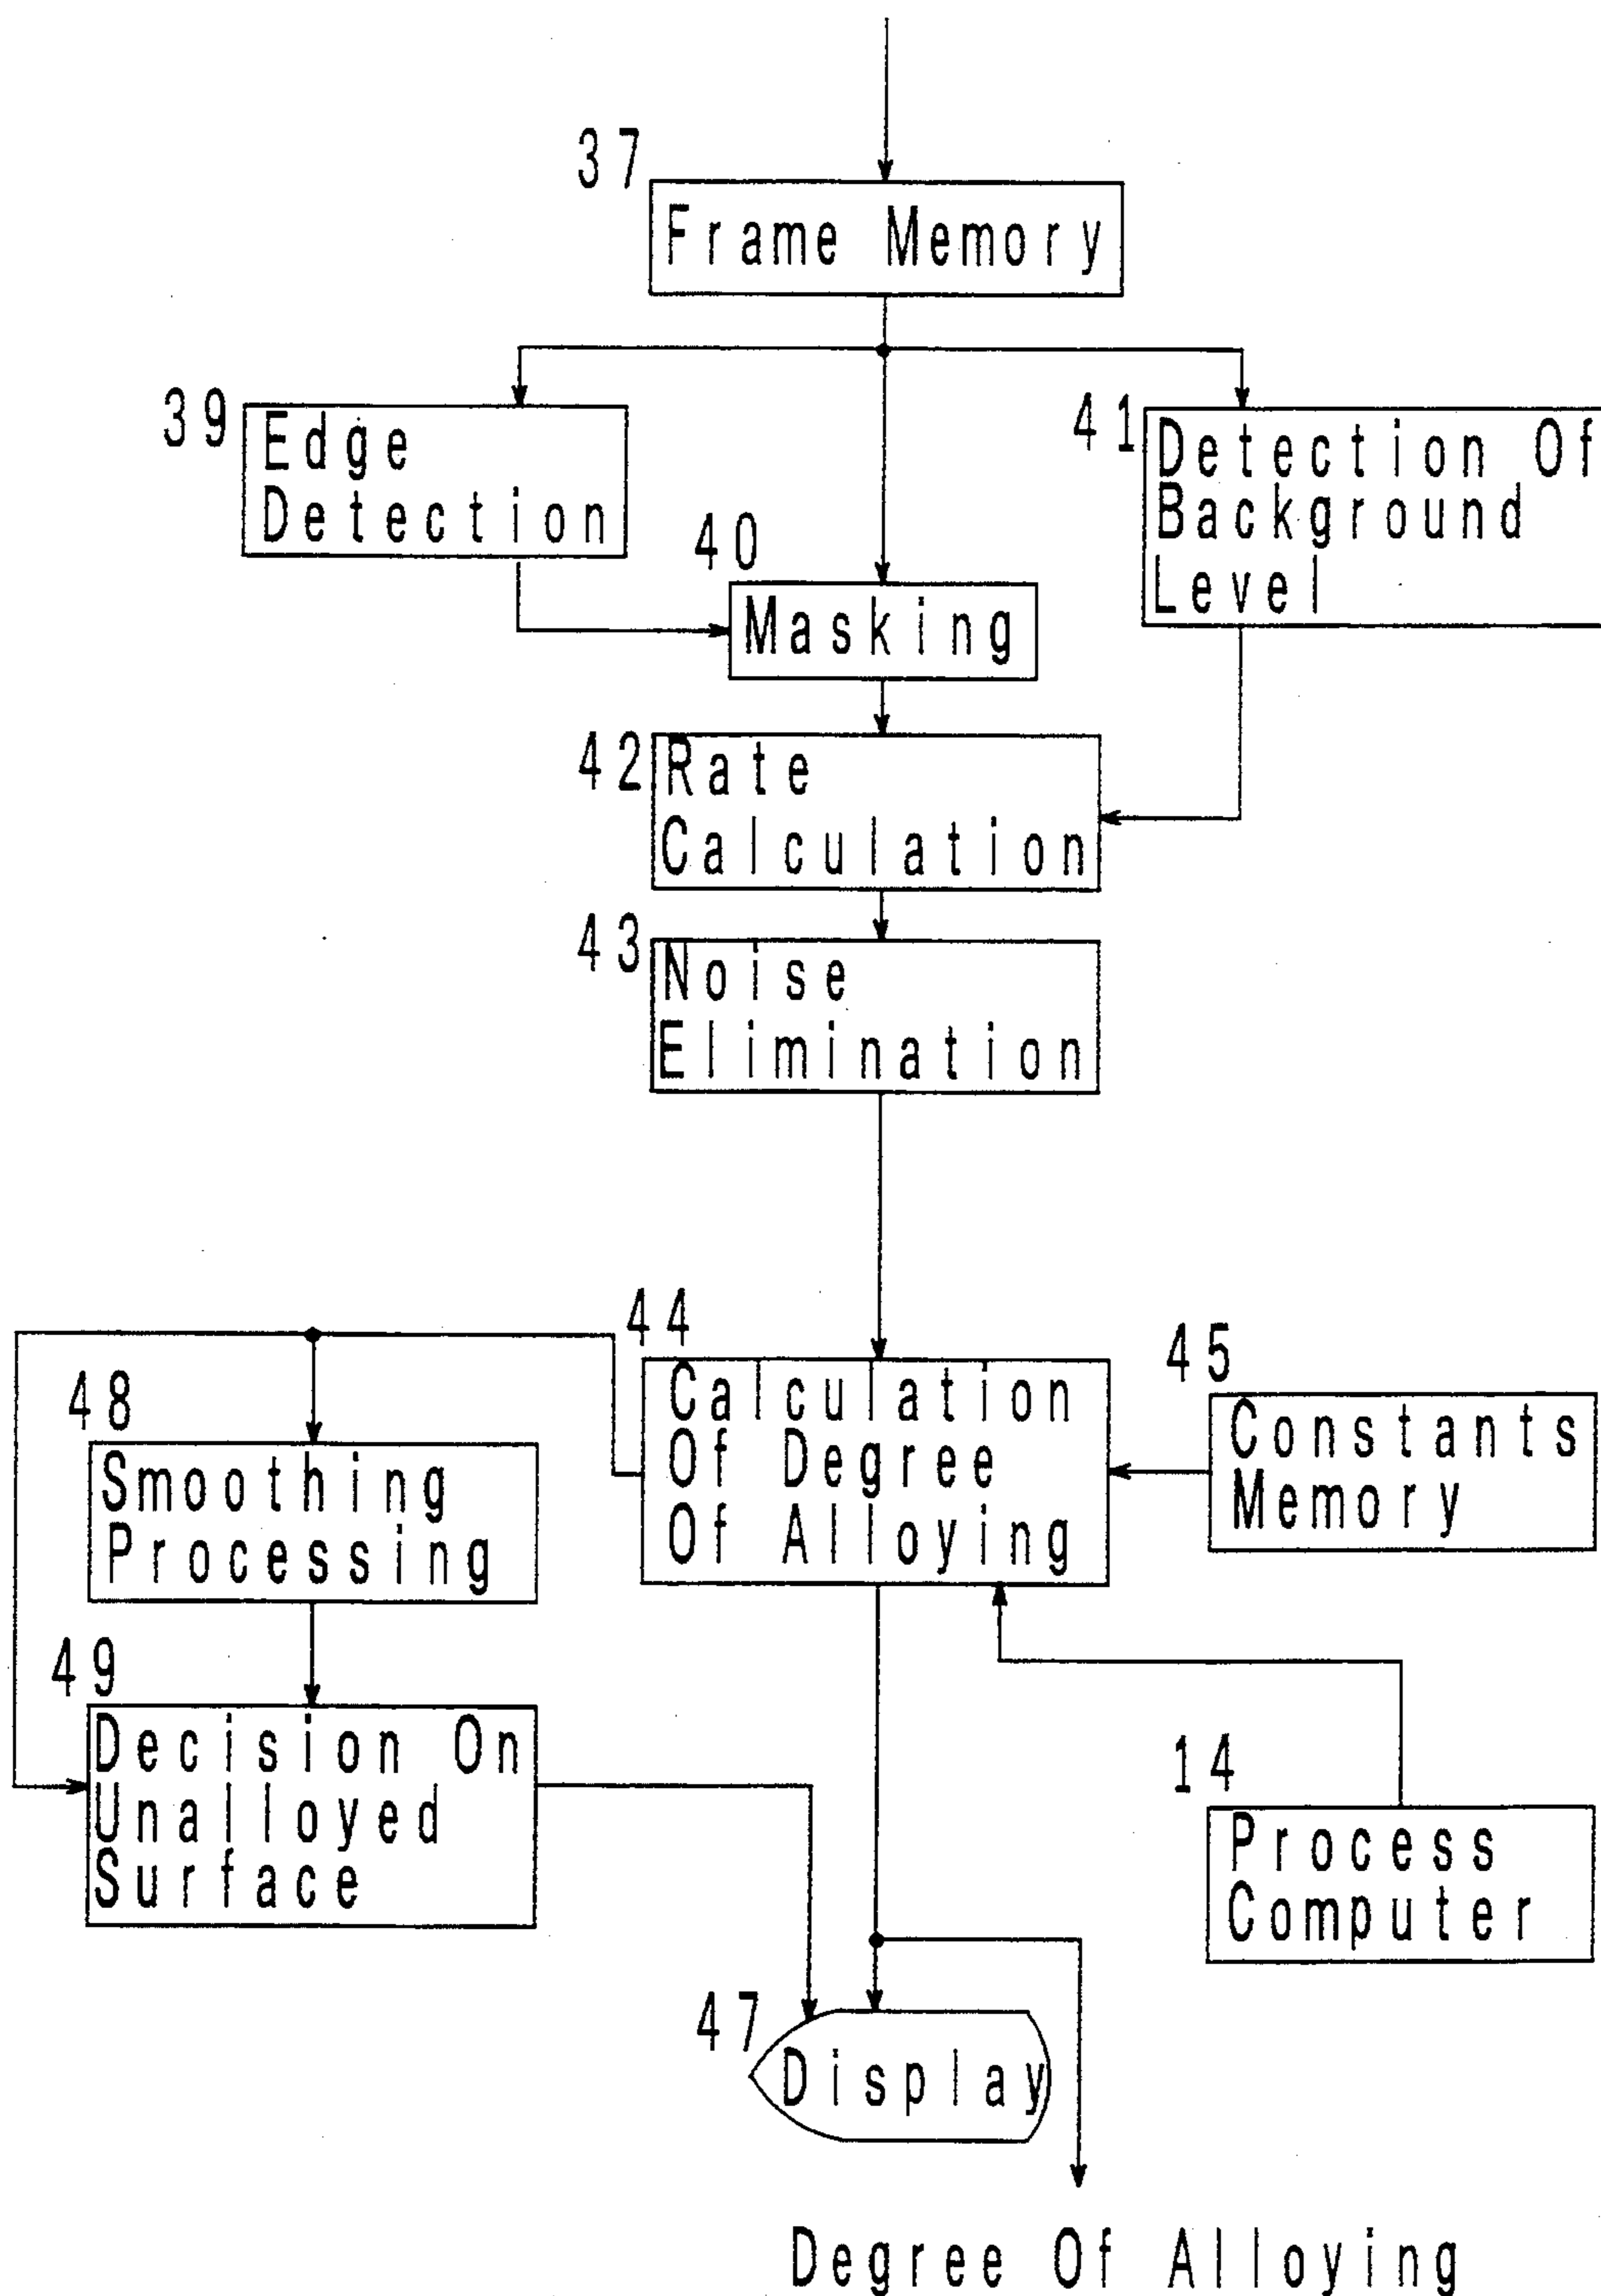 37
Frame Memory
39
Edge
Detection
41
Detection Of
Background
Level
40
Masking
42
Rate
Calculation
43
Noise
Elimination
44
Calculation
Of Degree
Of Alloying
45
Constants
Memory
48
Smoothing
Processing
49
Decision On
Unalloyed
Surface
14
Process
Computer
47
Display
Degree Of Alloying